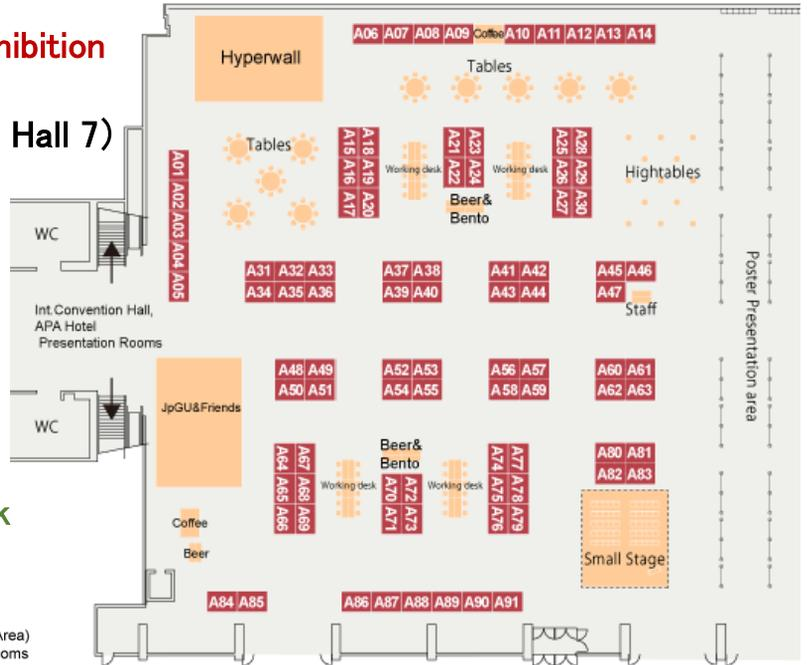 nibition
Hall 7)
Hyperwall
A06 A07 A08 A09 Coffee A10 A11 A12 A13 A14
Tables
Tables
A01
A02
A03
A04
A05
A15 A18
A16 A19
A17 A20
Working desk
A21 A23
A22 A24
Working desk
Beer&
Bento
A25 A28
A26 A29
A27 A30
Hightables
WC
Int.Convention Hall,
APA Hotel
Presentation Rooms
WC
A31 A32 A33
A34 A35 A36
A37 A38
A39 A40
A41 A42
A43 A44
A45 A46
A47
Staff
Poster Presentation area
JpGU&Friends
A48 A49
A50 A51
A52 A53
A54 A55
A56 A57
A58 A59
A60 A61
A62 A63
A64 A67
A65 A68
A66 A69
Working desk
Beer&
Bento
A70 A72
A71 A73
Working desk
A74 A77
A75 A78
A76 A79
A80 A81
A82 A83
Small Stage
k
Coffee
Beer
A84 A85
A86 A87 A88 A89 A90 A91
Area)
oms